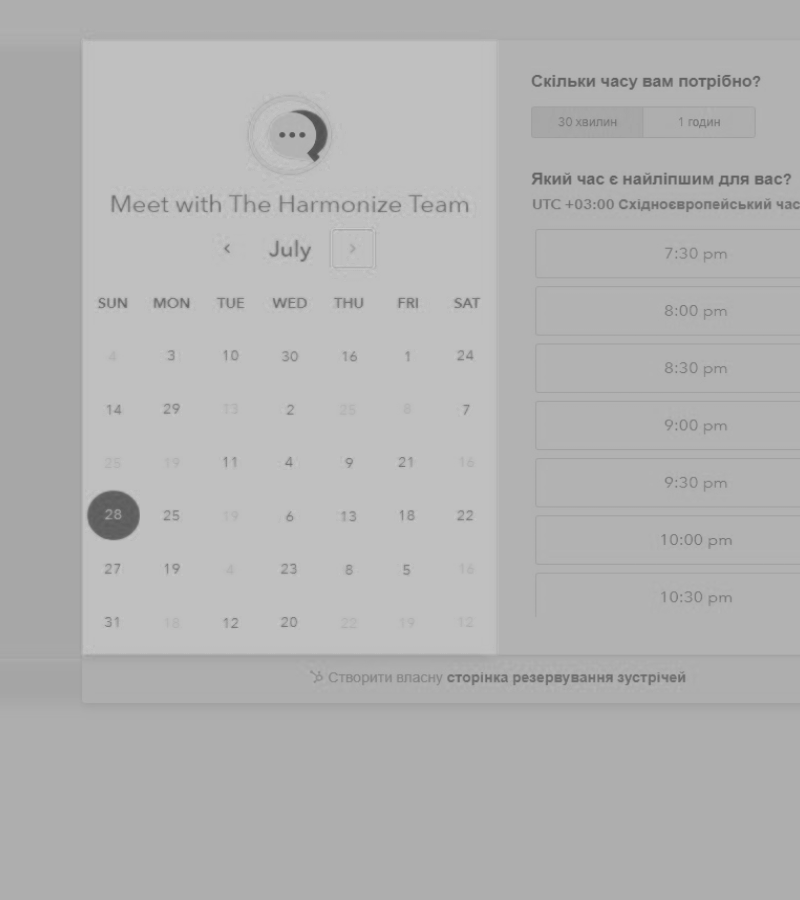 Meet with The Harmonize Team
July
SUN MON TUE WED THU FRI SAT
4 3 10 30 16 1 24
14 29 13 2 25 8 7
25 19 11 4 9 21 16
28 25 19 6 13 18 22
27 19 4 23 8 5 16
31 18 12 20 22 19 12
Скільки часу вам потрібно?
30 хвилин 1 годин
Який час є найліпшим для вас?
UTC +03:00 Східноєвропейський час
7:30 pm
8:00 pm
8:30 pm
9:00 pm
9:30 pm
10:00 pm
10:30 pm
Створити власну сторінка резервування зустрічей